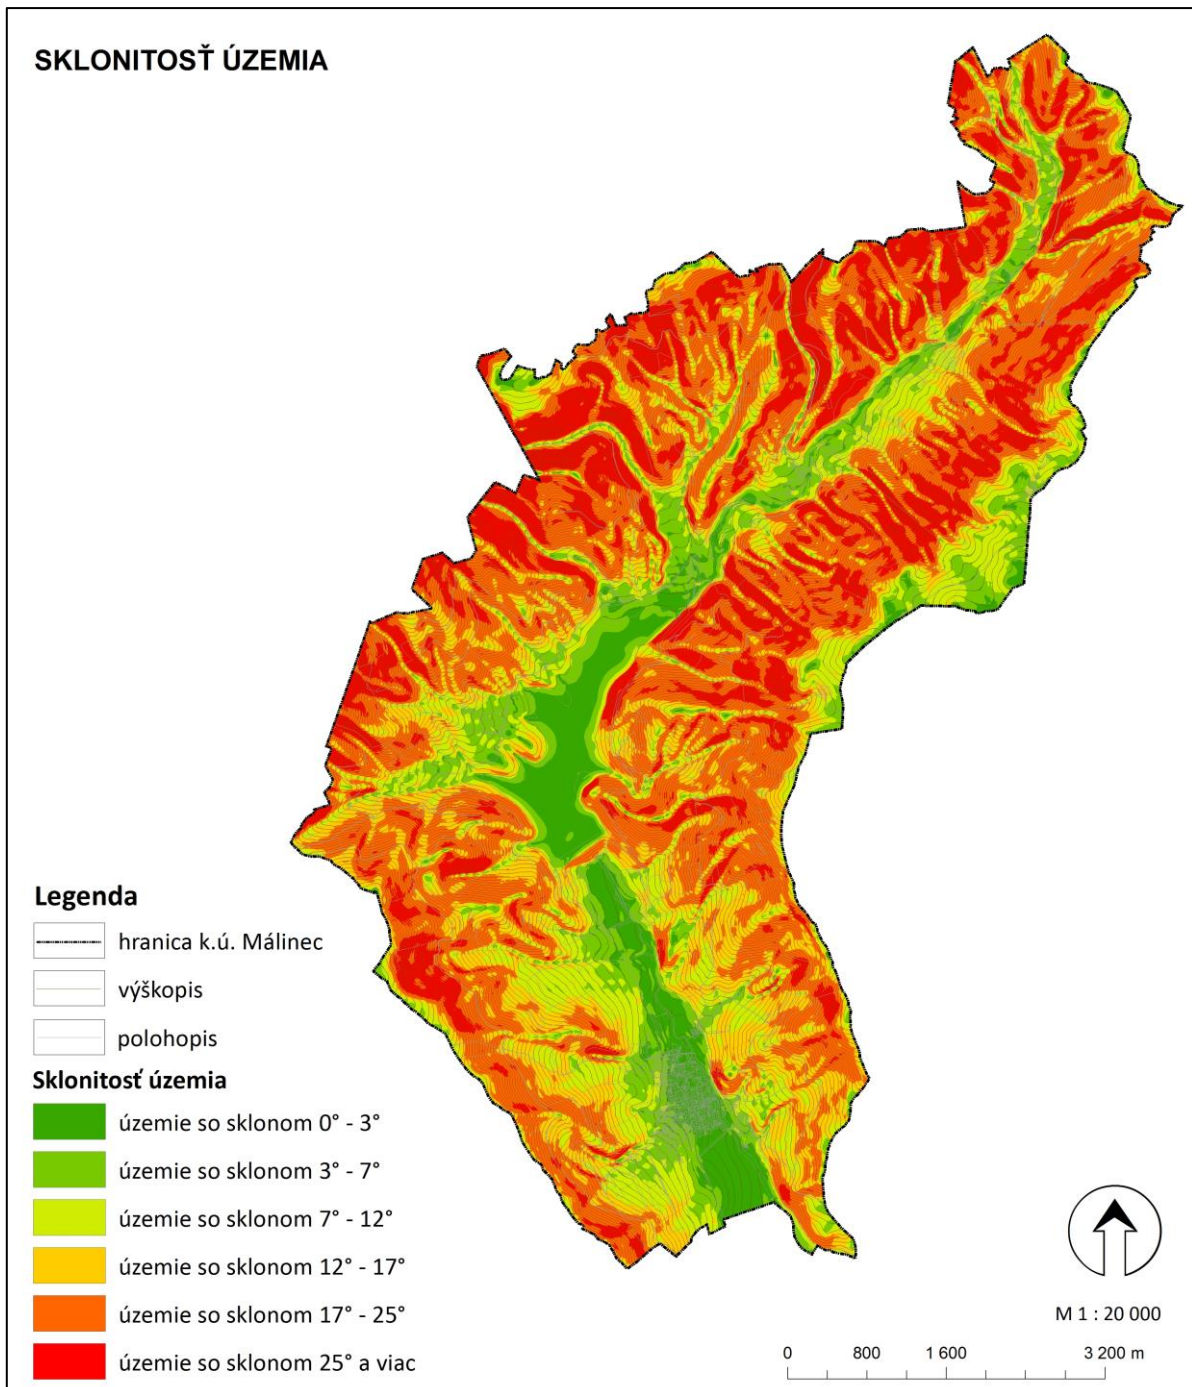 SKLONITOSŤ ÚZEMIA
Legenda
hranica k.ú. Málinec
výškopis
polohopis
Sklonitosť územia
územie so sklonom 0° - 3°
územie so sklonom 3° - 7°
územie so sklonom 7° - 12°
územie so sklonom 12° - 17°
územie so sklonom 17° - 25°
územie so sklonom 25° a viac
M 1 : 20 000
0 800 1 600 3 200 m